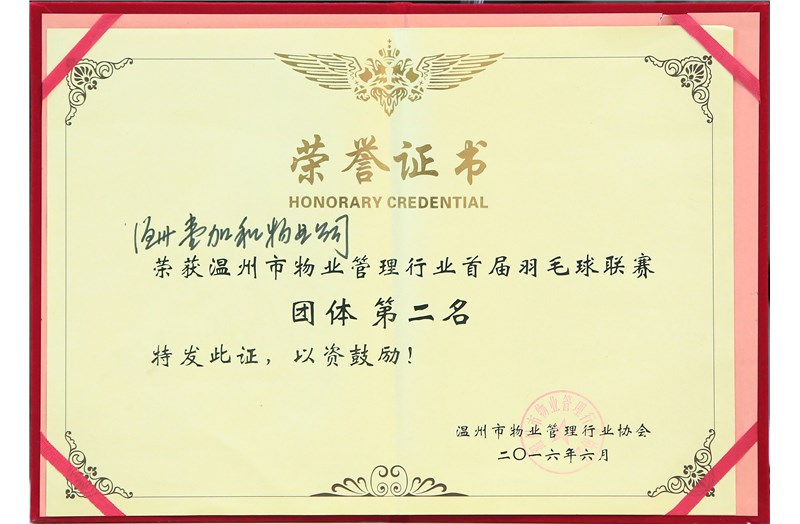 荣誉证书
HONORARY CREDENTIAL
温州壹加和物业公司
荣获温州市物业管理行业首届羽毛球联赛
团体 第二名
特发此证，以资鼓励！
温州市物业管理行业协会
二〇一六年六月